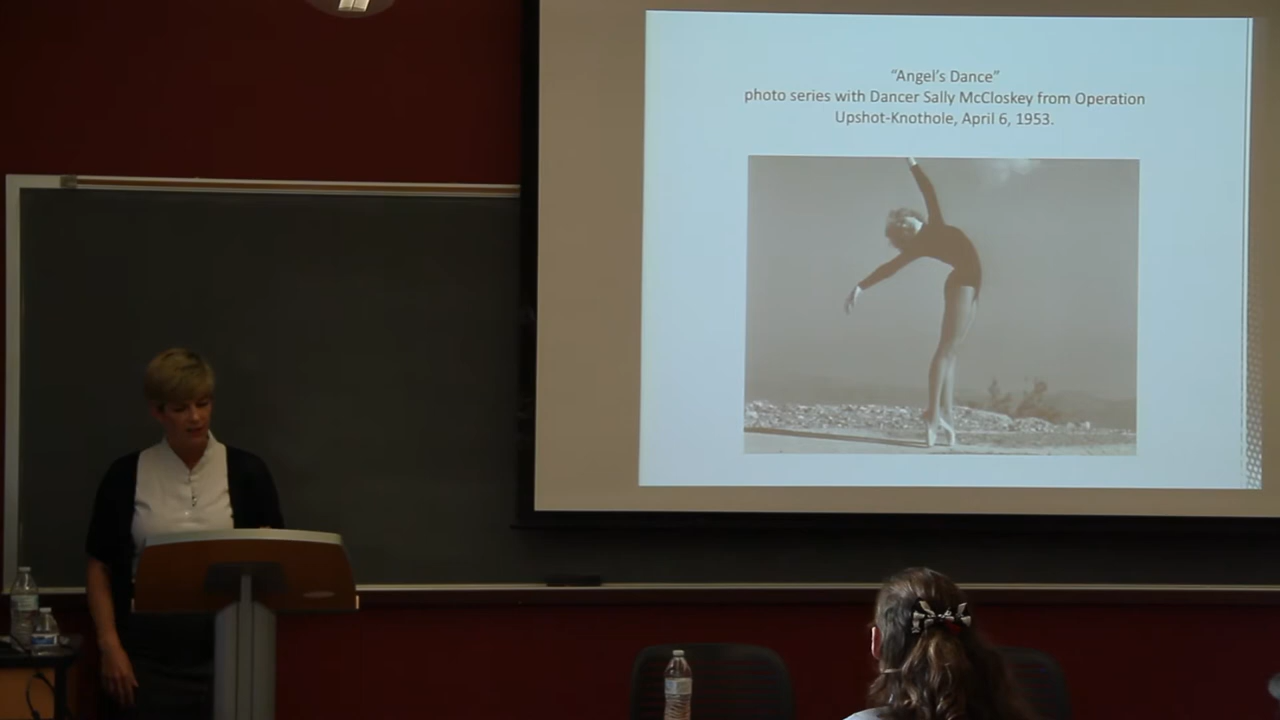 “Angel’s Dance”
photo series with Dancer Sally McCloskey from Operation
Upshot-Knothole, April 6, 1953.